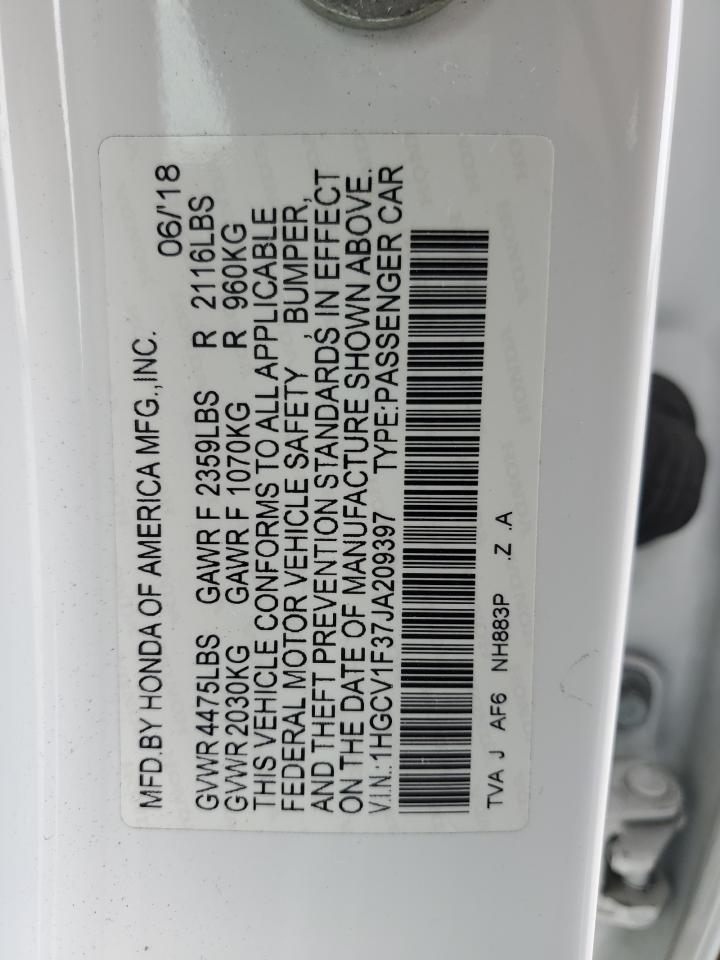 MFD.BY HONDA OF AMERICA MFG.,INC. 06/'18
GVWR 4475LBS GAWR F 2359LBS R 2116LBS
GVWR 2030KG GAWR F 1070KG R 960KG
THIS VEHICLE CONFORMS TO ALL APPLICABLE
FEDERAL MOTOR VEHICLE SAFETY , BUMPER,
AND THEFT PREVENTION STANDARDS IN EFFECT
ON THE DATE OF MANUFACTURE SHOWN ABOVE.
V.I.N.:1HGCV1F37JA209397 TYPE:PASSENGER CAR
TVA J AF6 NH883P .Z .A